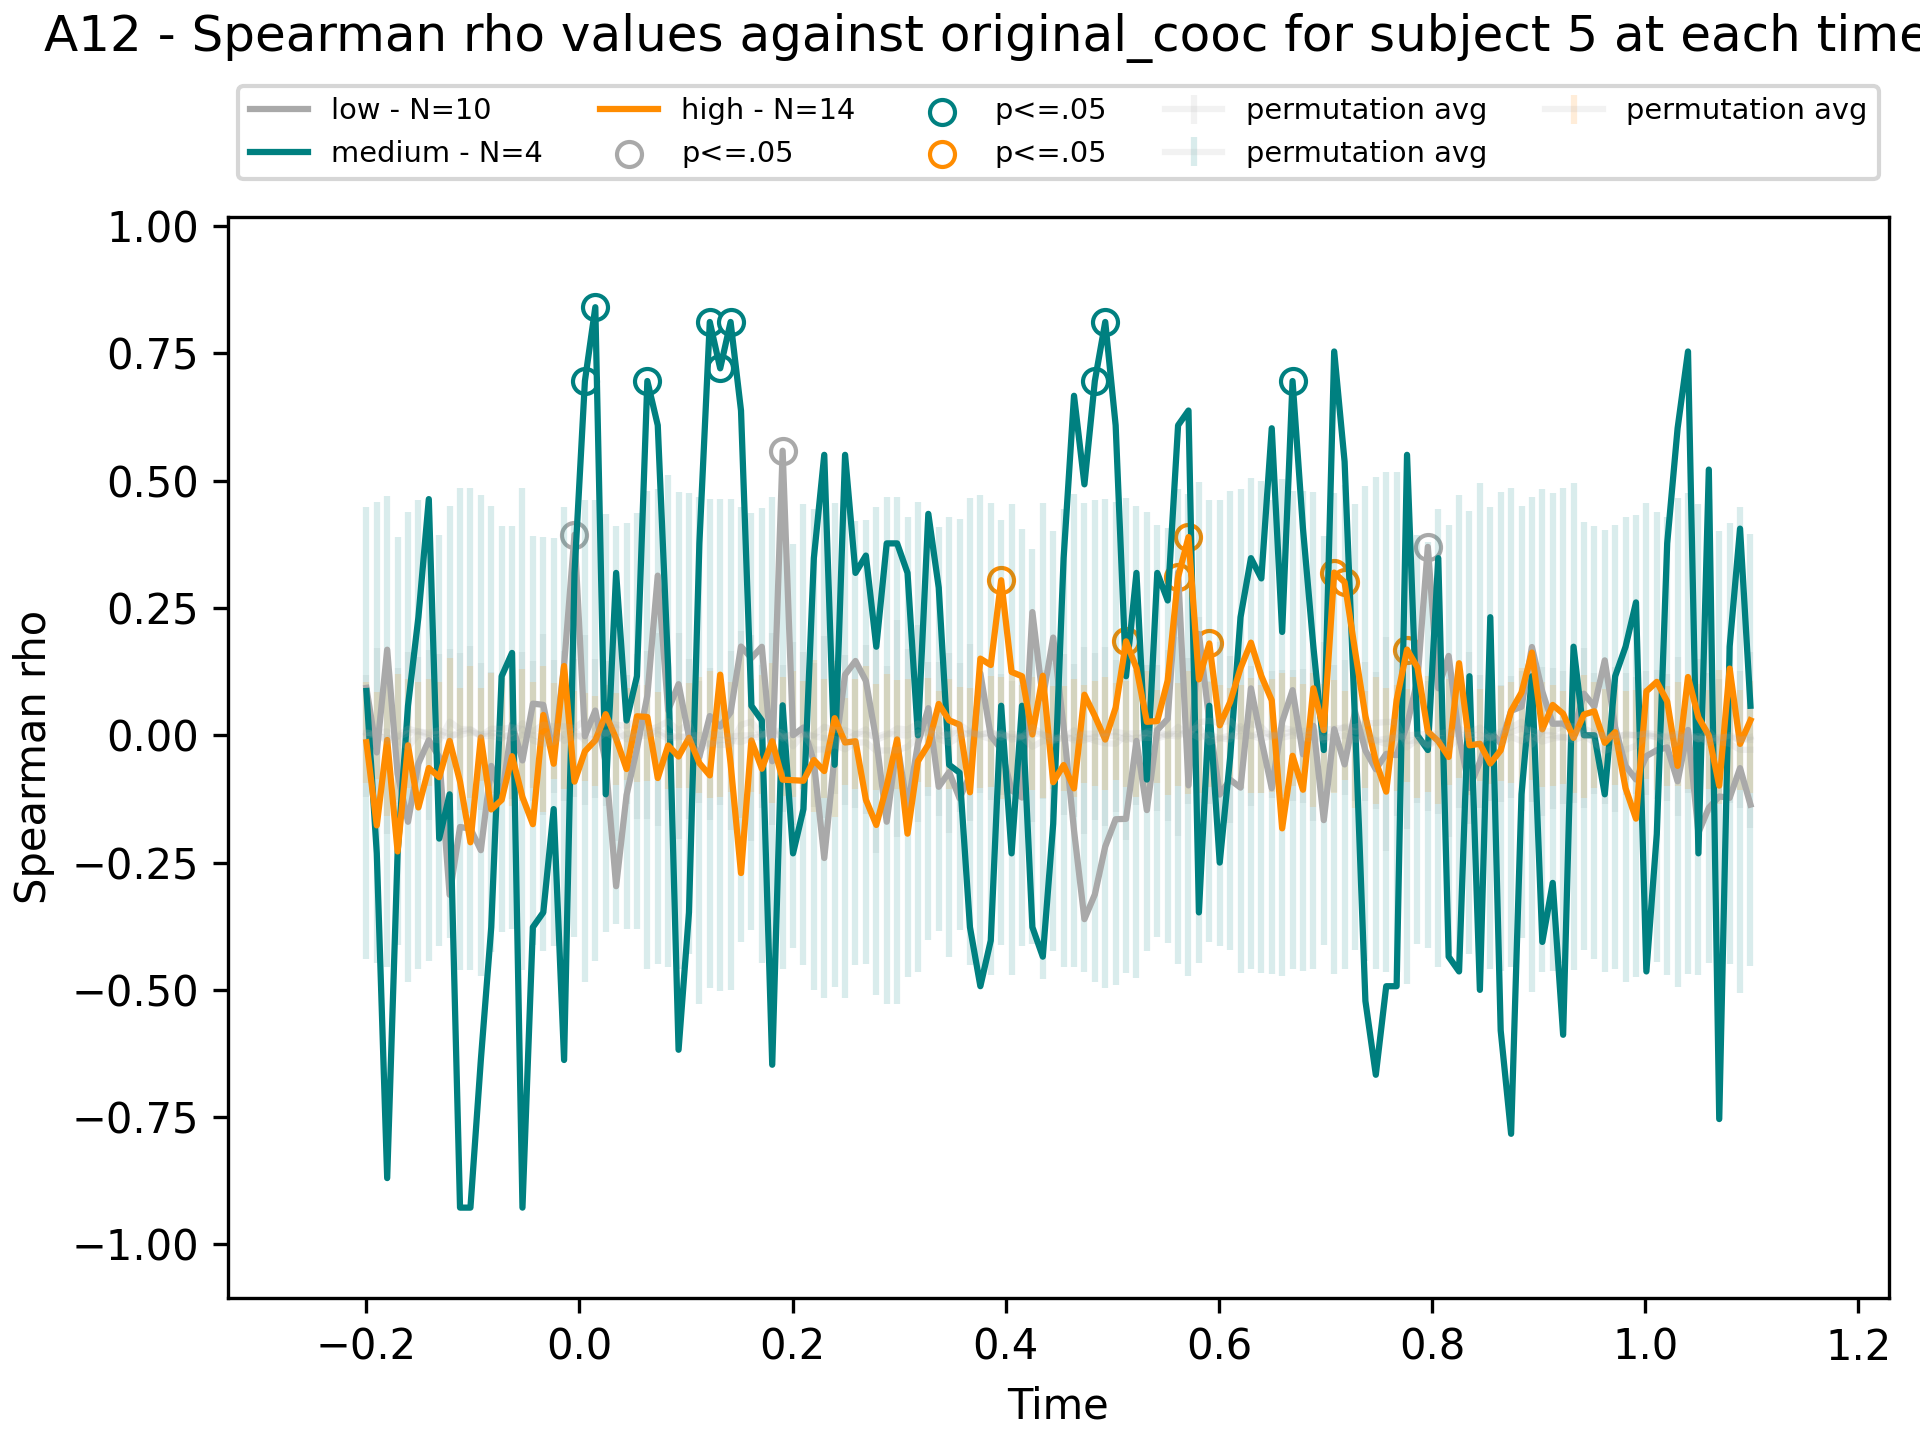 A12 - Spearman rho values against original_cooc for subject 5 at each time
low - N=10
medium - N=4
high - N=14
p<=.05
p<=.05
p<=.05
permutation avg
permutation avg
permutation avg
1.00
0.75
0.50
0.25
0.00
−0.25
−0.50
−0.75
−1.00
Spearman rho
−0.2
0.0
0.2
0.4
0.6
0.8
1.0
1.2
Time